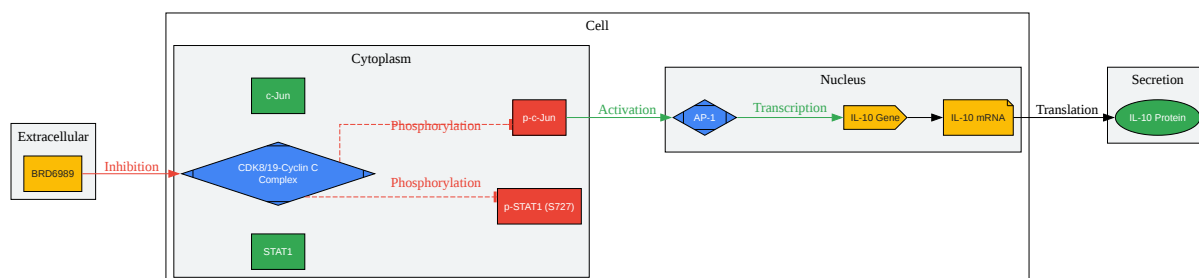 Cell
Cytoplasm
c-Jun
Nucleus
Secretion
Extracellular
BRD6989
Inhibition
CDK8/19-Cyclin C
Complex
Phosphorylation
p-c-Jun
Activation
AP-1
Transcription
IL-10 Gene
IL-10 mRNA
Translation
IL-10 Protein
Phosphorylation
p-STAT1 (S727)
STAT1